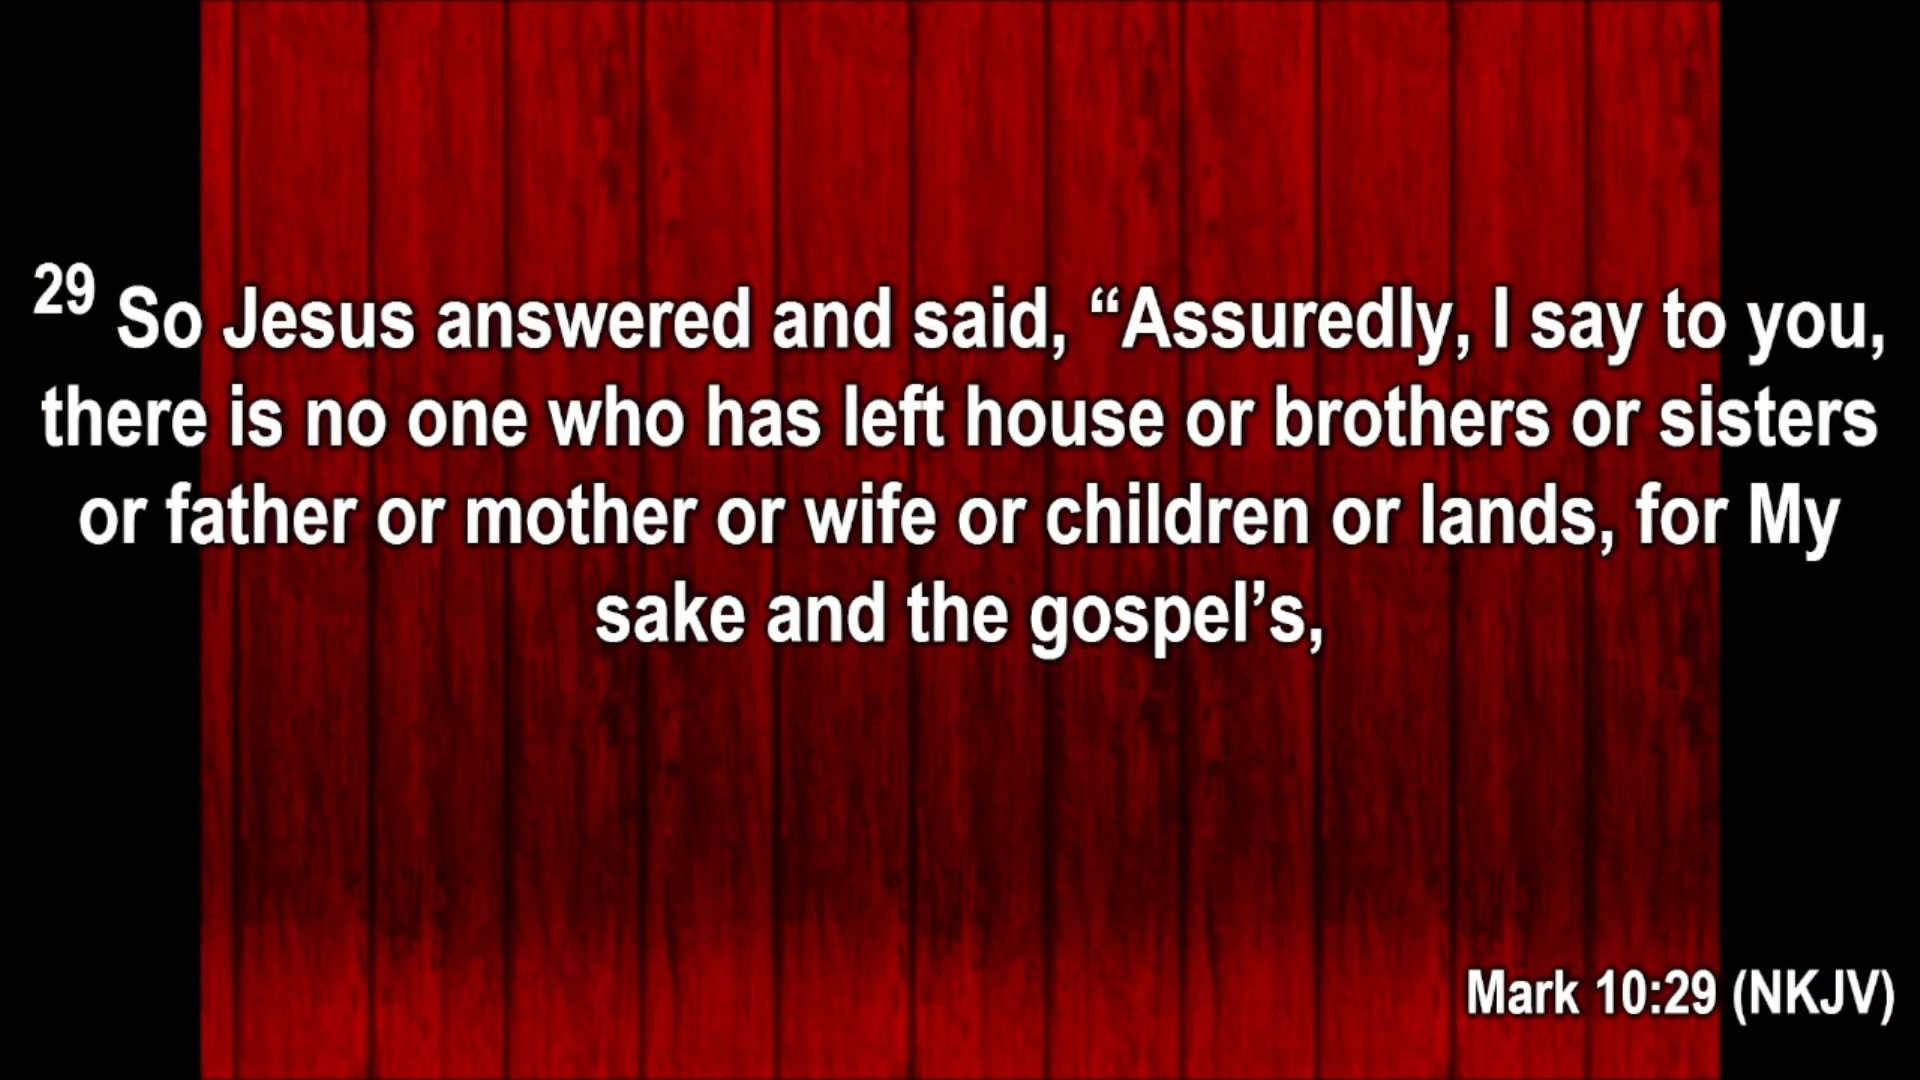 29 So Jesus answered and said, “Assuredly, I say to you,
there is no one who has left house or brothers or sisters
or father or mother or wife or children or lands, for My
sake and the gospel’s,
Mark 10:29 (NKJV)